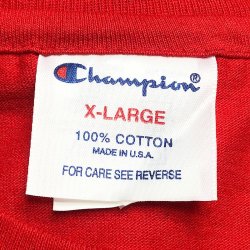 Champion®
X-LARGE
100% COTTON
MADE IN U.S.A.
FOR CARE SEE REVERSE